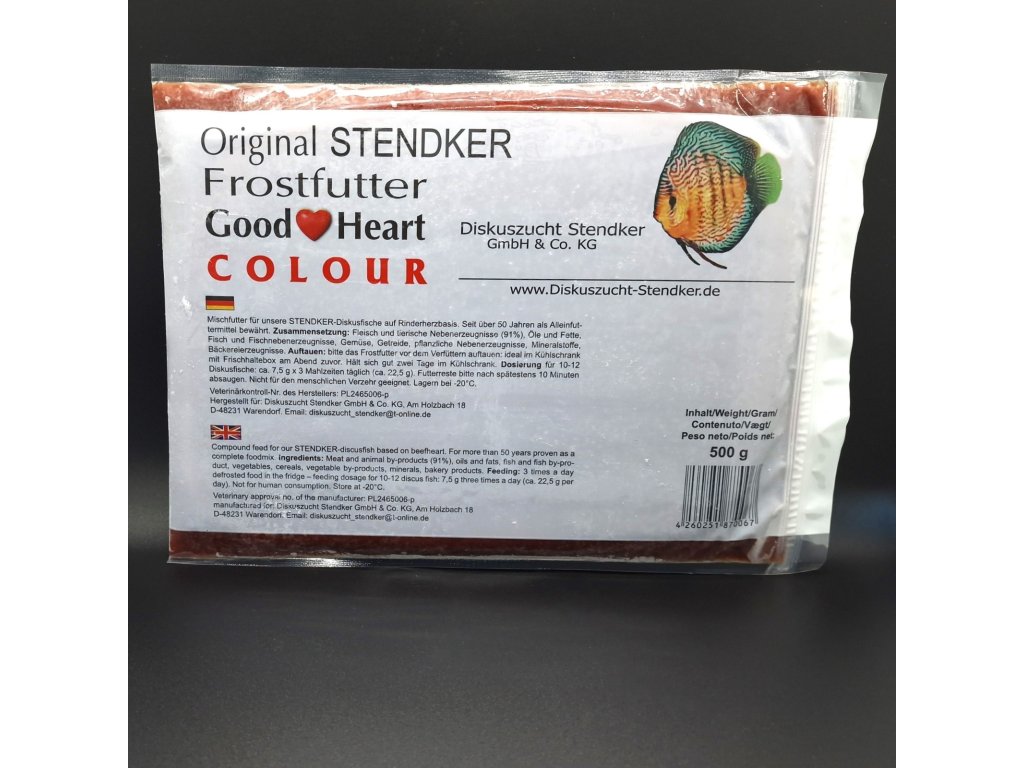 Original STENDKER
Frostfutter
Good Heart
COLOUR
Diskuszucht Stendker
GmbH & Co. KG
www.Diskuszucht-Stendker.de
Mischfutter für unsere STENDKER-Diskusfische auf Rinderherzbasis. Seit über 50 Jahren als Alleinfut-
termittel bewährt. Zusammensetzung: Fleisch und tierische Nebenerzeugnisse (91%), Öle und Fette,
Fisch und Fischnebenerzeugnisse, Gemüse, Getreide, pflanzliche Nebenerzeugnisse, Mineralstoffe,
Bäckereierzeugnisse. Auftauen: bitte das Frostfutter vor dem Verfüttern auftauen: ideal im Kühlschrank
mit Frischhaltebox am Abend zuvor. Hält sich gut zwei Tage im Kühlschrank. Dosierung für 10-12
Diskusfische: ca. 7,5 g x 3 Mahlzeiten täglich (ca. 22,5 g). Futterreste bitte nach spätestens 10 Minuten
absaugen. Nicht für den menschlichen Verzehr geeignet. Lagern bei -20°C.
Veterinärkontroll-Nr. des Herstellers: PL2465006-p
Hergestellt für: Diskuszucht Stendker GmbH & Co. KG, Am Holzbach 18
D-48231 Warendorf. Email: diskuszucht_stendker@t-online.de
Compound feed for our STENDKER-discusfish based on beefheart. For more than 50 years proven as a
complete foodmix. ingredients: Meat and animal by-products (91%), oils and fats, fish and fish by-pro-
duct, vegetables, cereals, vegetable by-products, minerals, bakery products. Feeding: 3 times a day
defrosted food in the fridge – feeding dosage for 10-12 discus fish: 7,5 g three times a day (ca. 22,5 g per
day). Not for human consumption. Store at -20°C.
Veterinary approval no. of the manufacturer: PL2465006-p
manufactured for: Diskuszucht Stendker GmbH & Co. KG, Am Holzbach 18
D-48231 Warendorf. Email: diskuszucht_stendker@t-online.de
Inhalt/Weight/Gram/
Contenuto/Vægt/
Peso neto/Poids net:
500 g
4 260251 870067